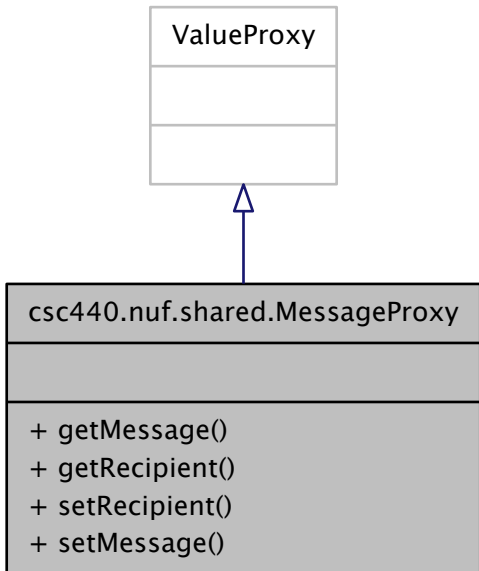 ValueProxy
csc440.nuf.shared.MessageProxy
+ getMessage()
+ getRecipient()
+ setRecipient()
+ setMessage()